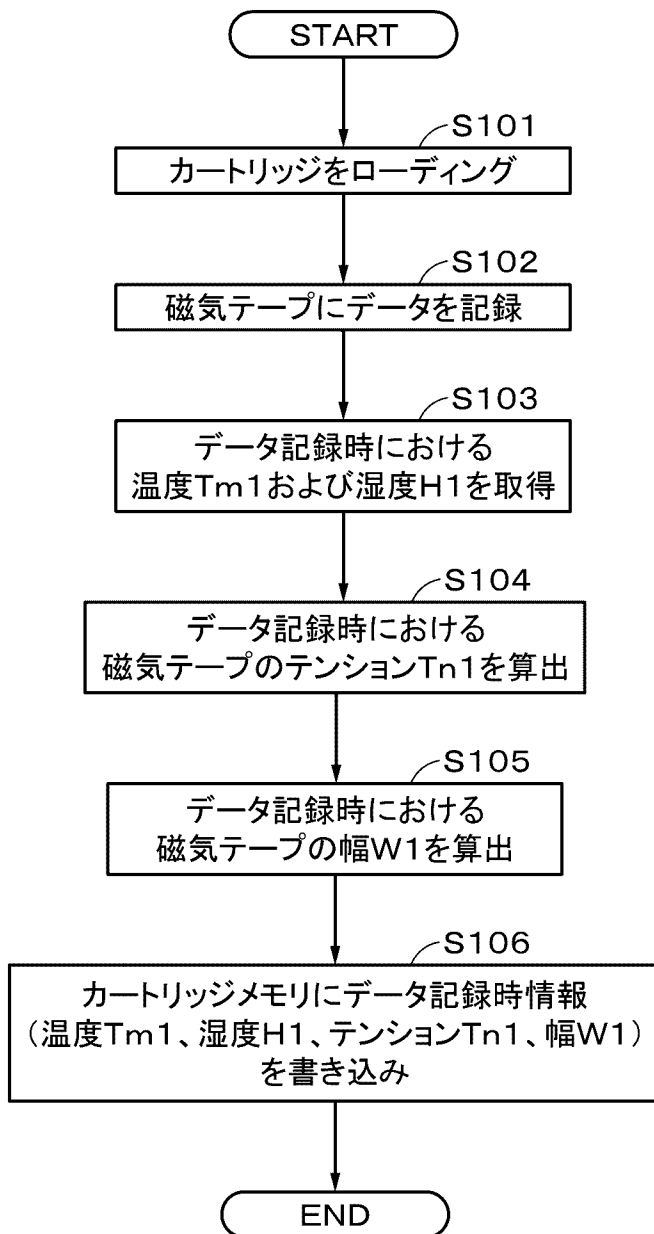 START
S101
カートリッジをローディング
S102
磁気テープにデータを記録
S103
データ記録時における
温度Tm1および湿度H1を取得
S104
データ記録時における
磁気テープのテンションTn1を算出
S105
データ記録時における
磁気テープの幅W1を算出
S106
カートリッジメモリにデータ記録時情報
(温度Tm1、湿度H1、テンションTn1、幅W1)
を書き込み
END